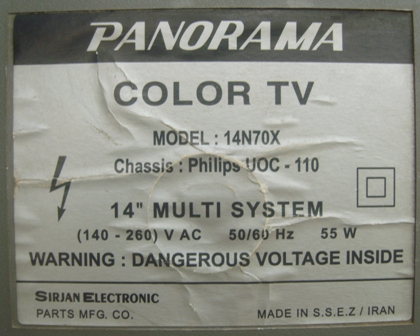 PANORAMA
COLOR TV
MODEL : 14N70X
Chassis : Philips UOC - 110
14" MULTI SYSTEM
(140 - 260) V AC 50/60 Hz 55 W
WARNING : DANGEROUS VOLTAGE INSIDE
SIRJAN ELECTRONIC
PARTS MFG. CO. MADE IN S.S.E.Z / IRAN